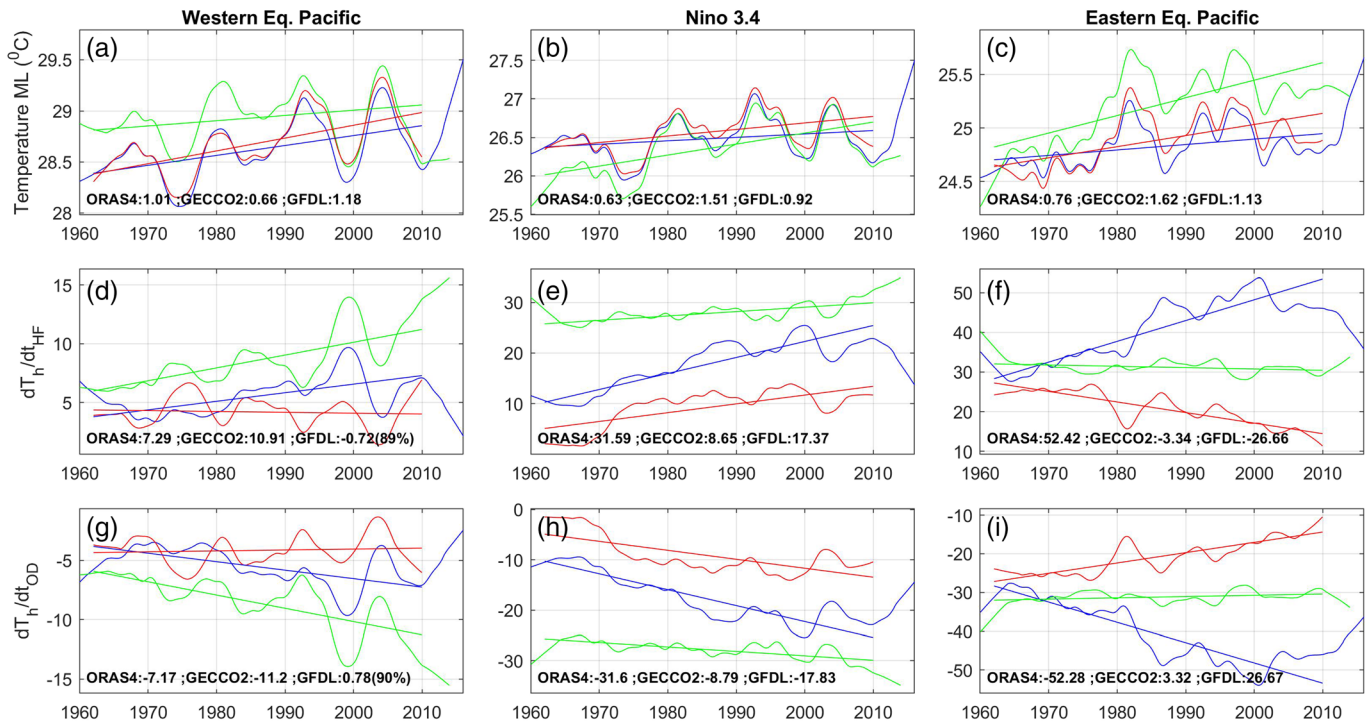 Western Eq. Pacific Nino 3.4 Eastern Eq. Pacific
(a) (b) (c)
Temperature ML (⁰C)
29.5 29 28.5 28
27.5 27 26.5 26 25.5
25.5 25 24.5
ORAS4:1.01 ;GECCO2:0.66 ;GFDL:1.18
ORAS4:0.63 ;GECCO2:1.51 ;GFDL:0.92
ORAS4:0.76 ;GECCO2:1.62 ;GFDL:1.13
1960 1970 1980 1990 2000 2010 1960 1970 1980 1990 2000 2010 1960 1970 1980 1990 2000 2010
(d) (e) (f)
dTₕ/dt_HF
15 10 5
30 20 10
50 40 30 20 10
ORAS4:7.29 ;GECCO2:10.91 ;GFDL:-0.72(89%)
ORAS4:31.59 ;GECCO2:8.65 ;GFDL:17.37
ORAS4:52.42 ;GECCO2:-3.34 ;GFDL:-26.66
1960 1970 1980 1990 2000 2010 1960 1970 1980 1990 2000 2010 1960 1970 1980 1990 2000 2010
(g) (h) (i)
dTₕ/dt_OD
-5 -10 -15
0 -10 -20 -30
-10 -20 -30 -40 -50
ORAS4:-7.17 ;GECCO2:-11.2 ;GFDL:0.78(90%)
ORAS4:-31.6 ;GECCO2:-8.79 ;GFDL:-17.83
ORAS4:-52.28 ;GECCO2:3.32 ;GFDL:26.67
1960 1970 1980 1990 2000 2010 1960 1970 1980 1990 2000 2010 1960 1970 1980 1990 2000 2010